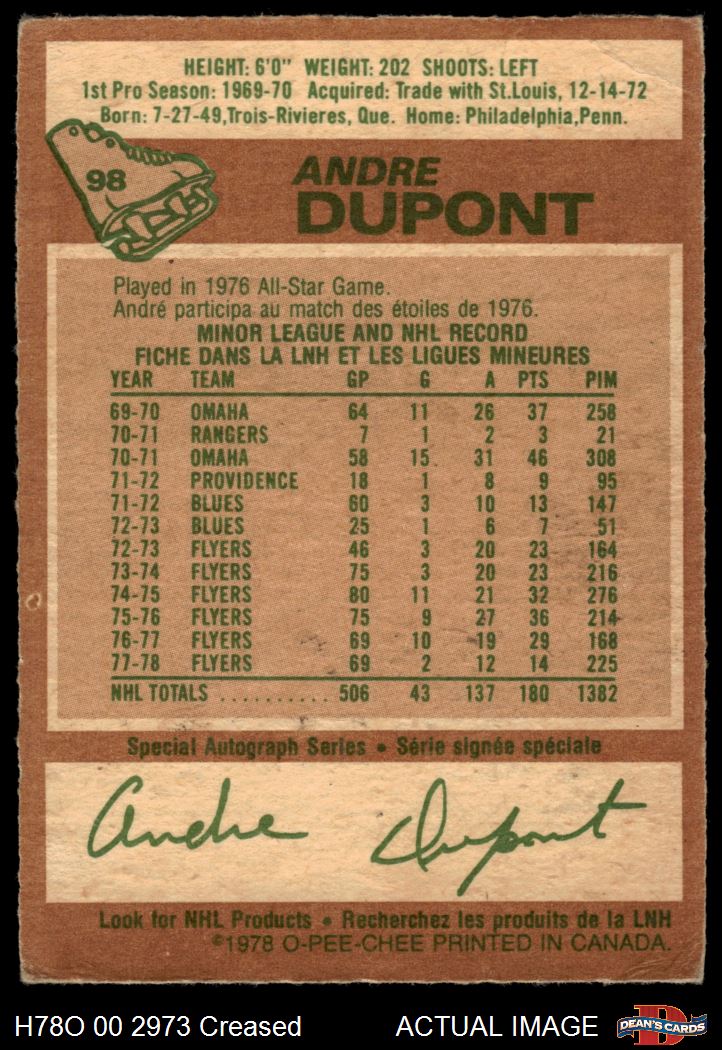 HEIGHT: 6'0" WEIGHT: 202 SHOOTS: LEFT
1st Pro Season: 1969-70 Acquired: Trade with St.Louis, 12-14-72
Born: 7-27-49,Trois-Rivieres, Que. Home: Philadelphia,Penn.
98
ANDRE
DUPONT
Played in 1976 All-Star Game.
André participa au match des étoiles de 1976.
MINOR LEAGUE AND NHL RECORD
FICHE DANS LA LNH ET LES LIGUES MINEURES
YEAR TEAM GP G A PTS PIM
69-70 OMAHA 64 11 26 37 258
70-71 RANGERS 7 1 2 3 21
70-71 OMAHA 58 15 31 46 308
71-72 PROVIDENCE 18 1 8 9 95
71-72 BLUES 60 3 10 13 147
72-73 BLUES 25 1 6 7 51
72-73 FLYERS 46 3 20 23 164
73-74 FLYERS 75 3 20 23 216
74-75 FLYERS 80 11 21 32 276
75-76 FLYERS 75 9 27 36 214
76-77 FLYERS 69 10 19 29 168
77-78 FLYERS 69 2 12 14 225
NHL TOTALS .......... 506 43 137 180 1382
Special Autograph Series • Série signée spéciale
Andre Dupont
Look for NHL Products • Recherchez les produits de la LNH
©1978 O-PEE-CHEE PRINTED IN CANADA.
H78O 00 2973 Creased ACTUAL IMAGE D DEAN'S CARDS